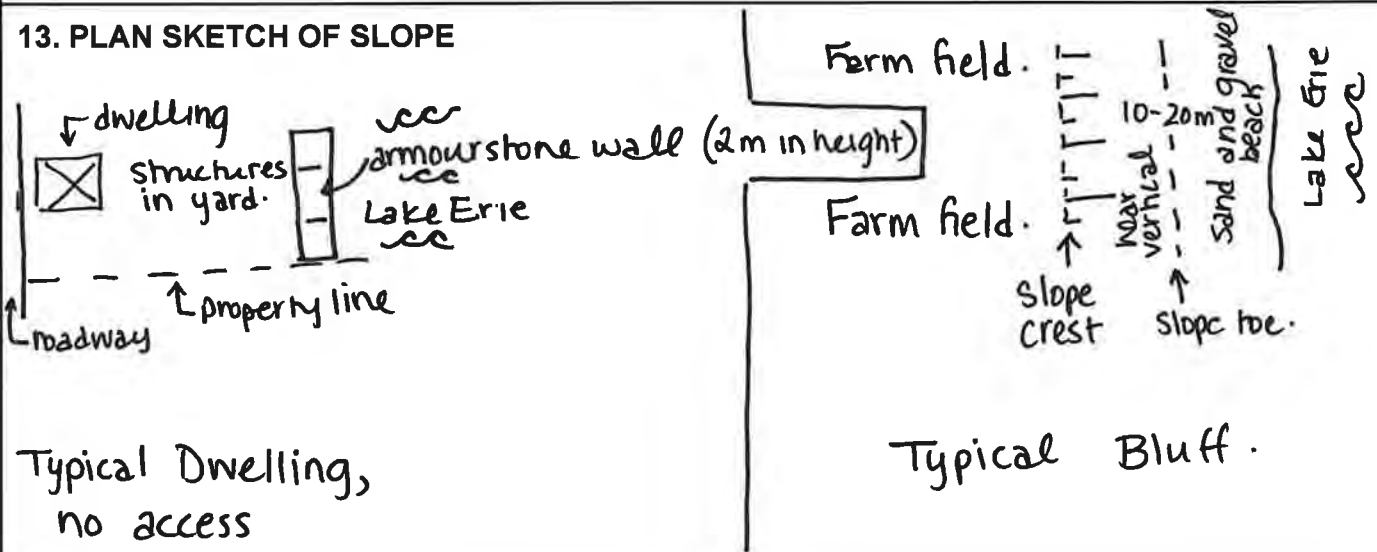 13. PLAN SKETCH OF SLOPE
dwelling
structures
in yard.
armourstone wall (2m in height)
Lake Erie
property line
roadway
Typical Dwelling,
no access
Farm field.
Farm field.
10-20m
near
vertical
Sand and gravel
beach
Lake Erie
Slope
crest
slope toe.
Typical Bluff.